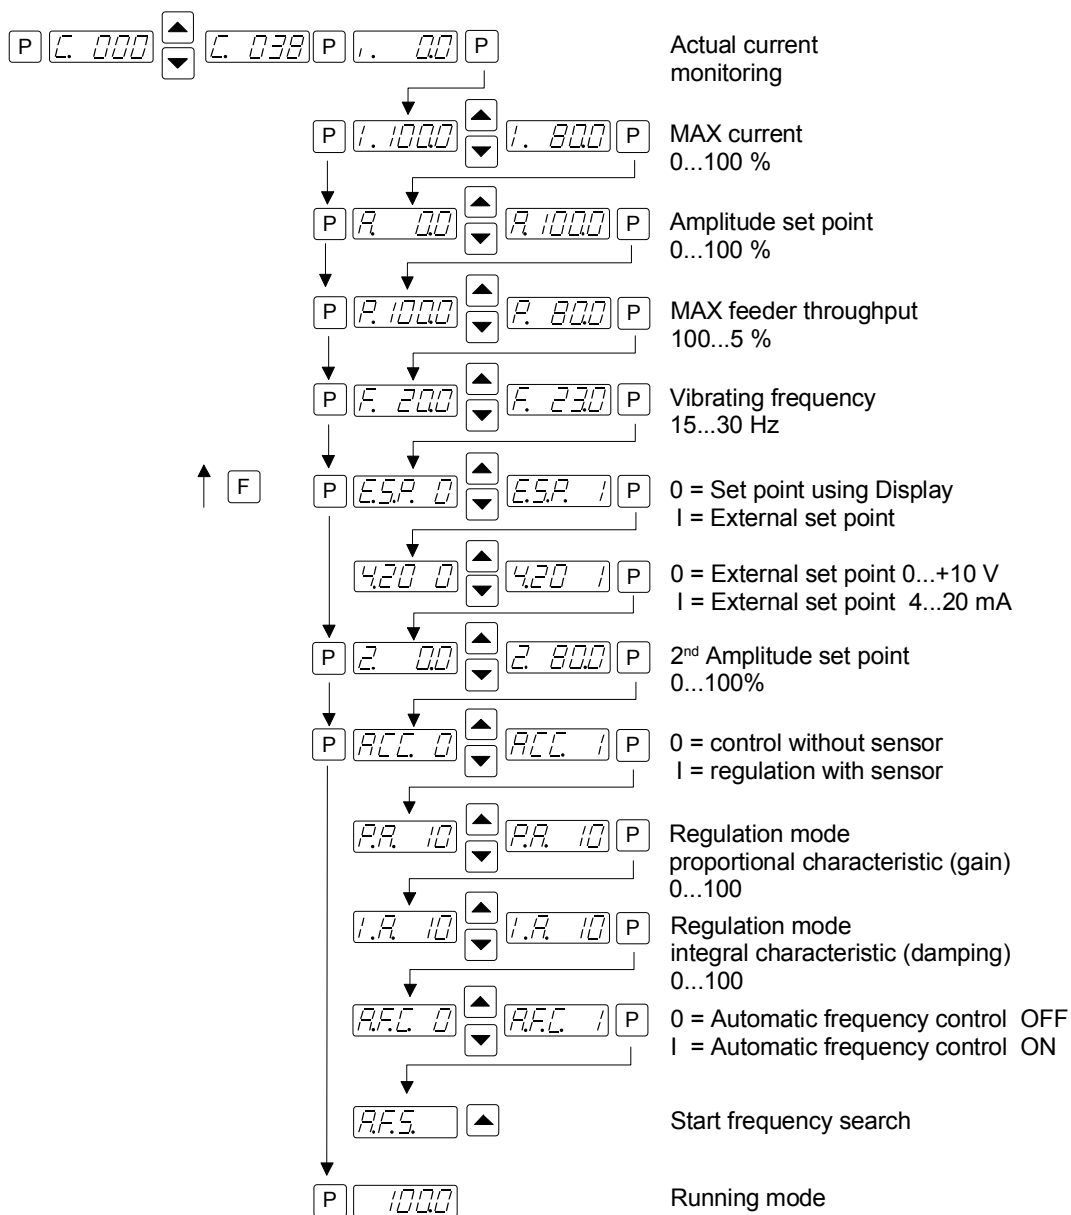 P C. 000 C. 038 P i. 0.0 P Actual current
monitoring
P I. 100.0 I. 80.0 P MAX current
0...100 %
P A. 0.0 A. 100.0 P Amplitude set point
0...100 %
P P. 100.0 P. 80.0 P MAX feeder throughput
100...5 %
P F. 20.0 F. 23.0 P Vibrating frequency
15...30 Hz
F P E.S.P. 0 E.S.P. 1 P 0 = Set point using Display
I = External set point
4.20 0 4.20 1 P 0 = External set point 0...+10 V
I = External set point 4...20 mA
P 2. 0.0 2. 80.0 P 2nd Amplitude set point
0...100%
P ACC. 0 ACC. 1 P 0 = control without sensor
I = regulation with sensor
P.A. 10 P.A. 10 P Regulation mode
proportional characteristic (gain)
0...100
I.A. 10 I.A. 10 P Regulation mode
integral characteristic (damping)
0...100
A.F.C. 0 A.F.C. 1 P 0 = Automatic frequency control OFF
I = Automatic frequency control ON
A.F.S. Start frequency search
P 100.0 Running mode